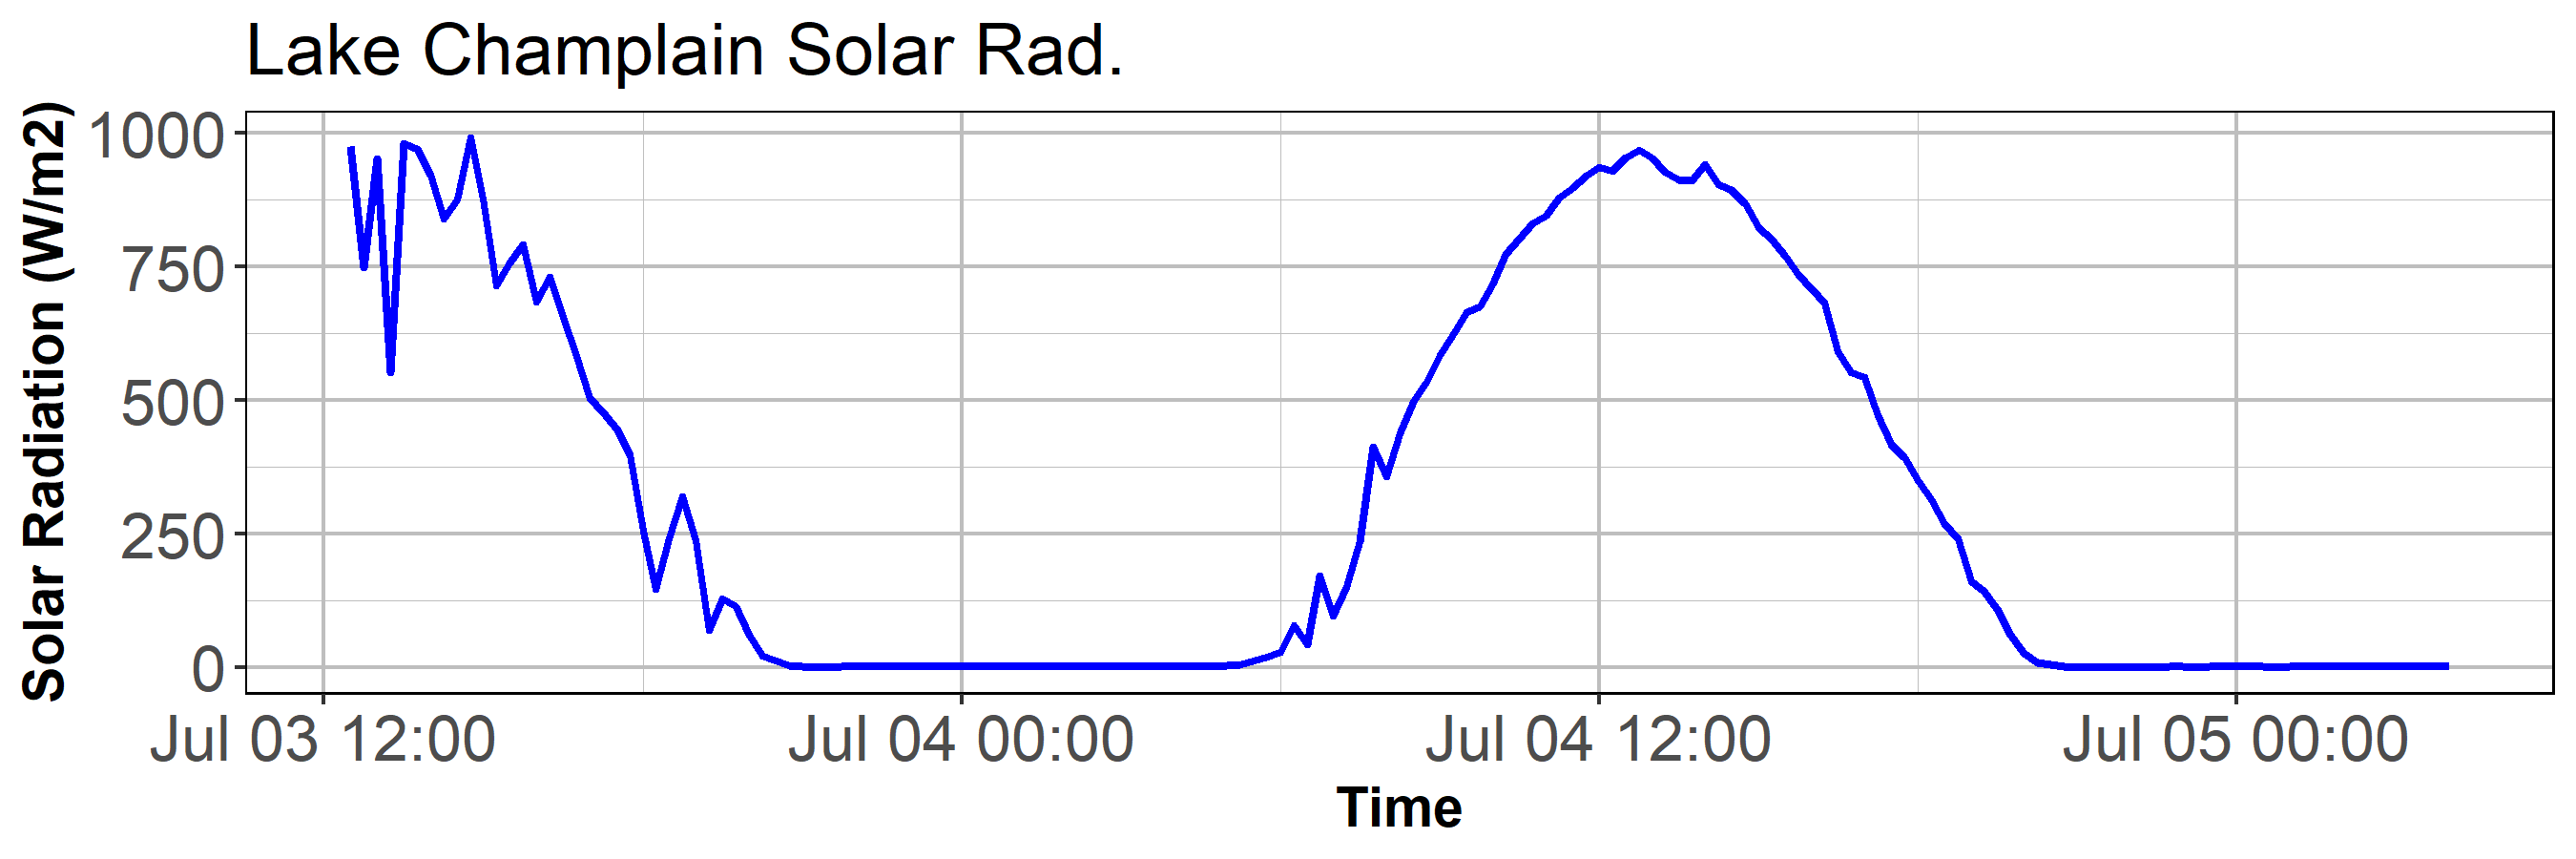 Lake Champlain Solar Rad.
Solar Radiation (W/m2)
1000
750
500
250
0
Jul 03 12:00 Jul 04 00:00 Jul 04 12:00 Jul 05 00:00
Time